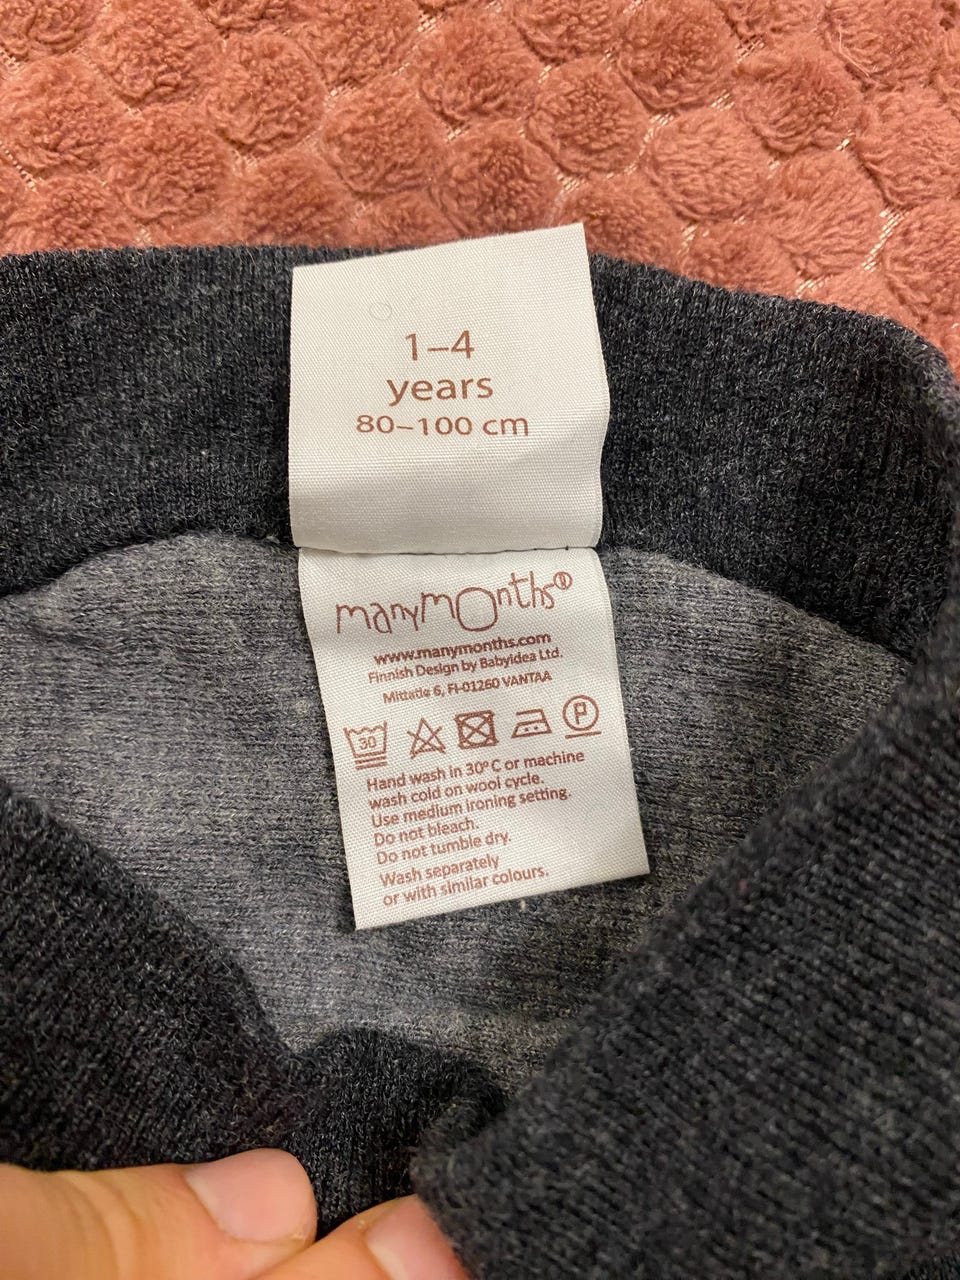 1–4
years
80–100 cm
manymonths®
www.manymonths.com
Finnish Design by Babyidea Ltd.
Mittatie 6, FI-01260 VANTAA
30 P
Hand wash in 30°C or machine
wash cold on wool cycle.
Use medium ironing setting.
Do not bleach.
Do not tumble dry.
Wash separately
or with similar colours.